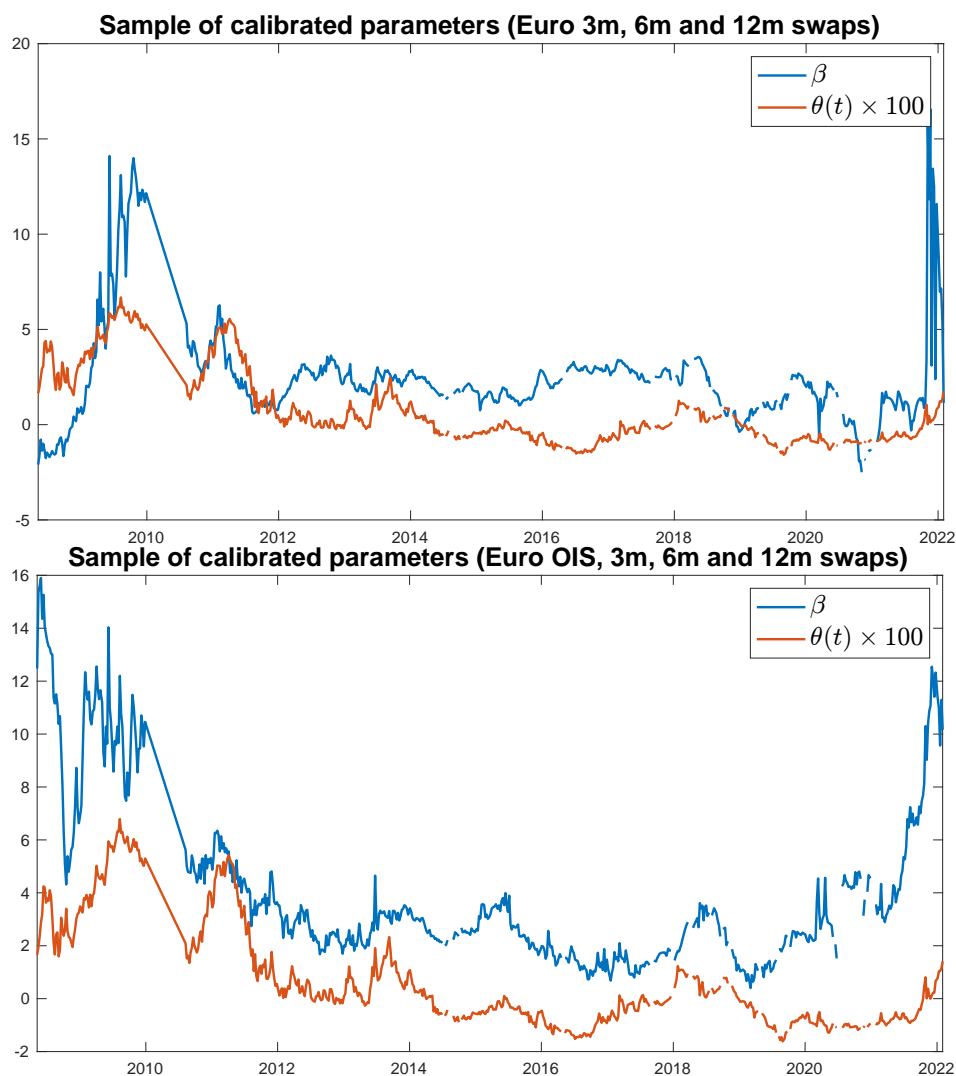 Sample of calibrated parameters (Euro 3m, 6m and 12m swaps)
20
15
10
5
0
-5
β
θ(t) × 100
2010 2012 2014 2016 2018 2020 2022
Sample of calibrated parameters (Euro OIS, 3m, 6m and 12m swaps)
16
14
12
10
8
6
4
2
0
-2
β
θ(t) × 100
2010 2012 2014 2016 2018 2020 2022